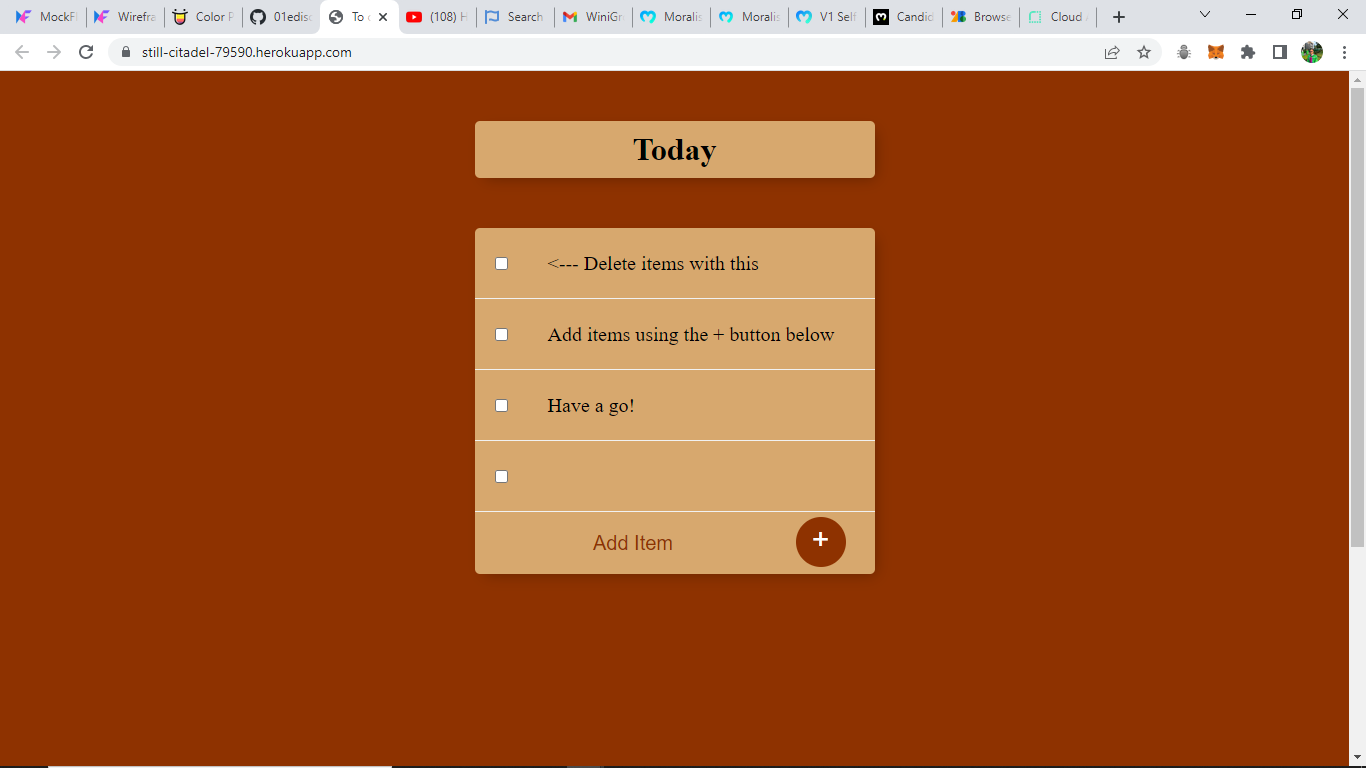 MockFl
Wirefra
Color P
01edisc
To
(108) H
Search
WiniGr
Moralis
Moralis
V1 Self
Candid
Browse
Cloud
still-citadel-79590.herokuapp.com
Today
<--- Delete items with this
Add items using the + button below
Have a go!
Add Item
+